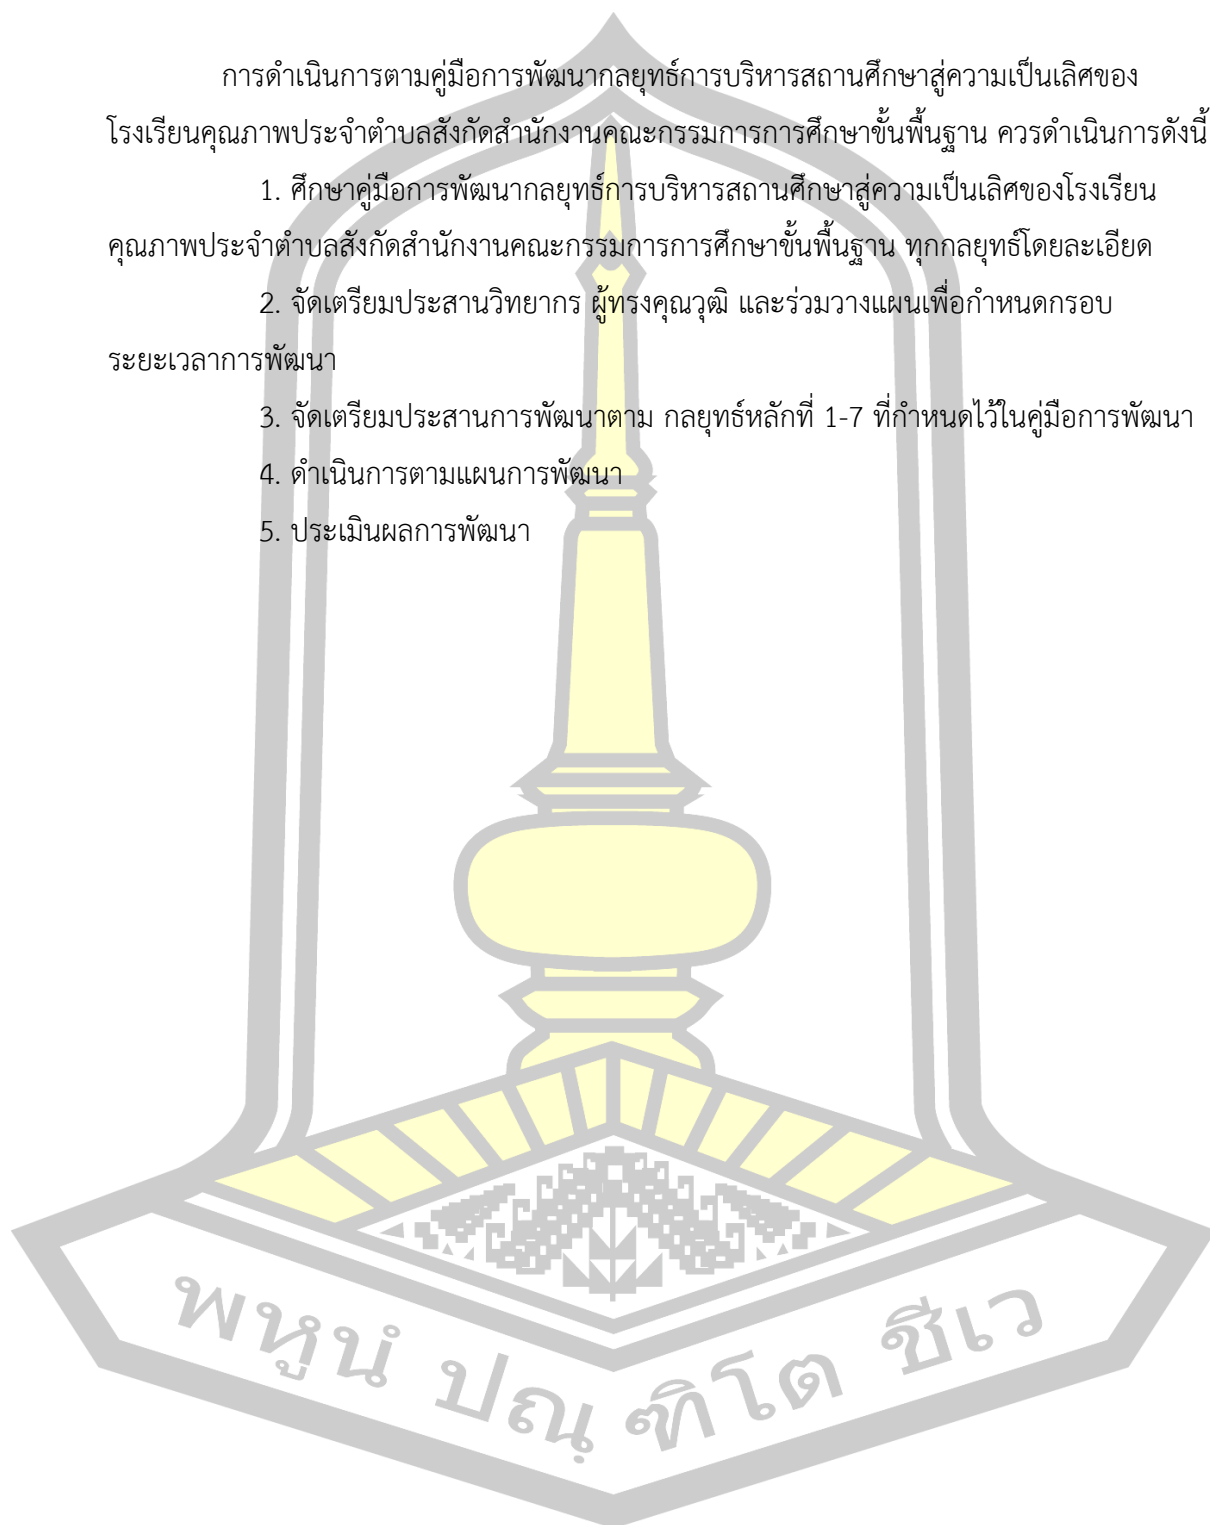 การดำเนินการตามคู่มือการพัฒนากลยุทธ์การบริหารสถานศึกษาสู่ความเป็นเลิศของ
โรงเรียนคุณภาพประจำตำบลสังกัดสำนักงานคณะกรรมการการศึกษาขั้นพื้นฐาน ควรดำเนินการดังนี้
1. ศึกษาคู่มือการพัฒนากลยุทธ์การบริหารสถานศึกษาสู่ความเป็นเลิศของโรงเรียน
คุณภาพประจำตำบลสังกัดสำนักงานคณะกรรมการการศึกษาขั้นพื้นฐาน ทุกกลยุทธ์โดยละเอียด
2. จัดเตรียมประสานวิทยากร ผู้ทรงคุณวุฒิ และร่วมวางแผนเพื่อกำหนดกรอบ
ระยะเวลาการพัฒนา
3. จัดเตรียมประสานการพัฒนาตาม กลยุทธ์หลักที่ 1-7 ที่กำหนดไว้ในคู่มือการพัฒนา
4. ดำเนินการตามแผนการพัฒนา
5. ประเมินผลการพัฒนา
พหูนํ ปณฺฑิโต ชีเว